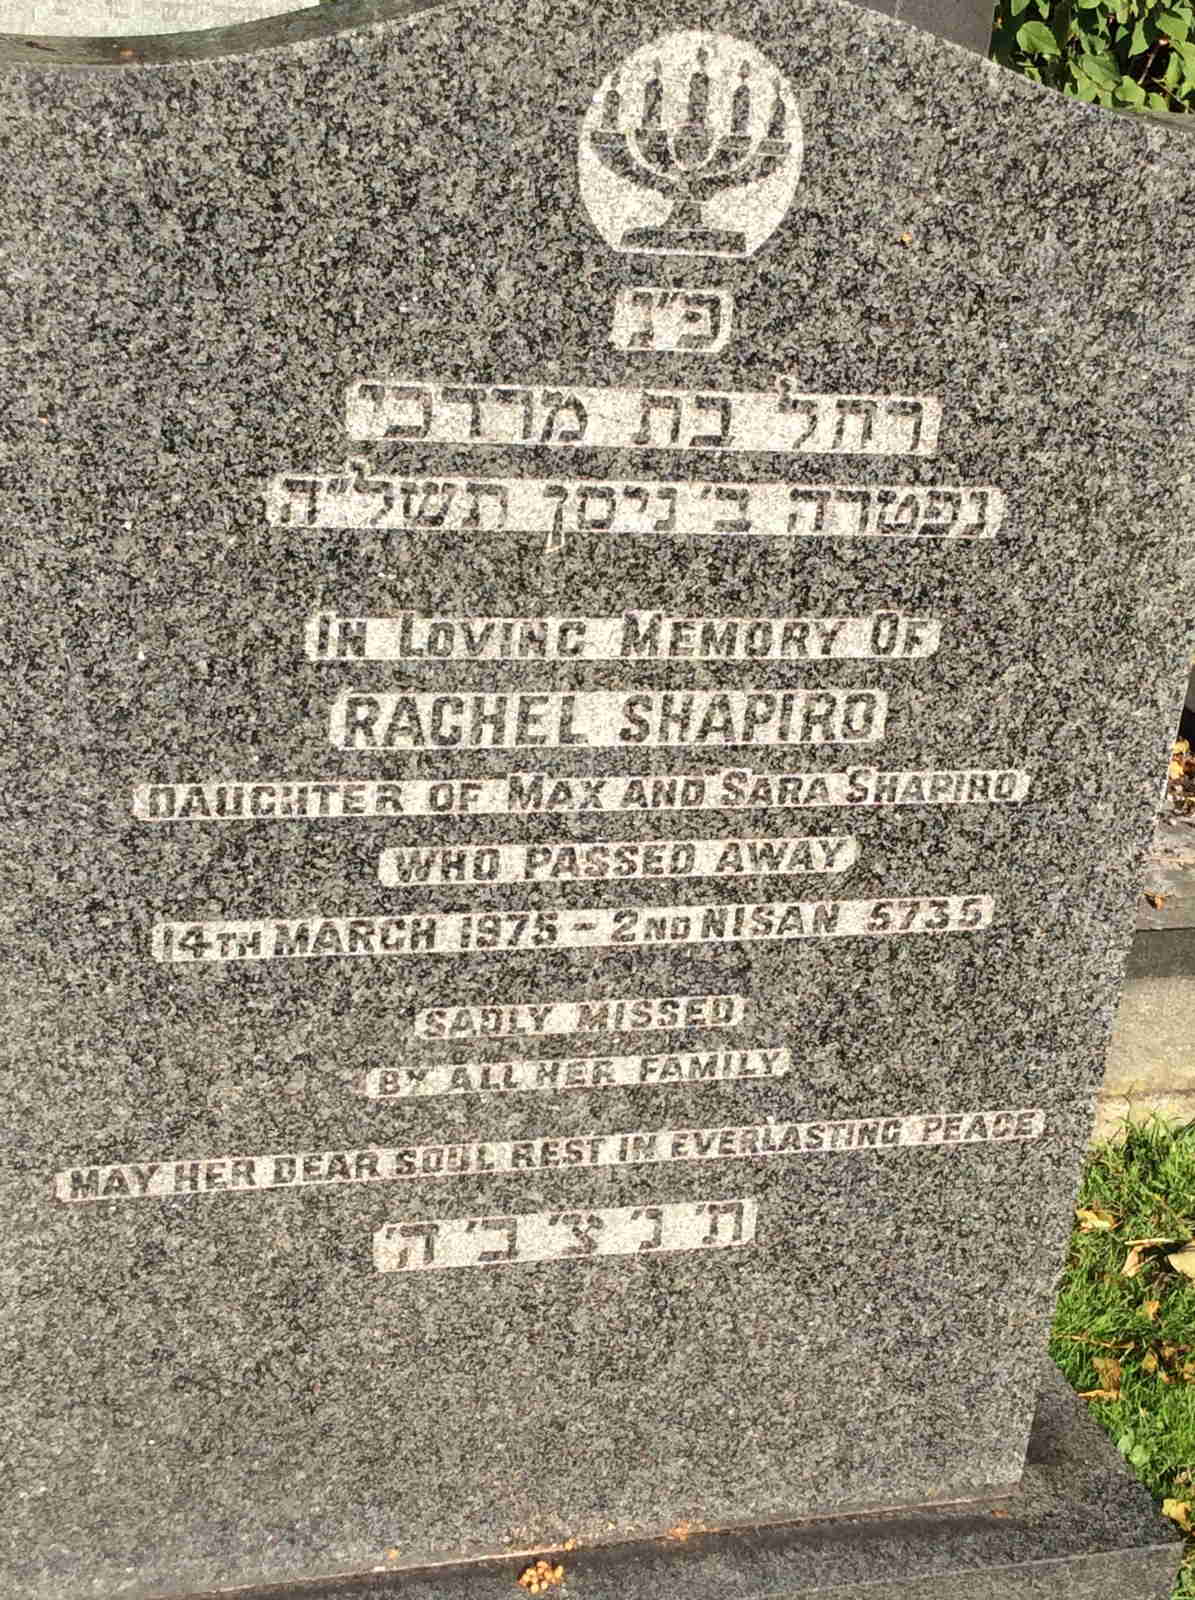 פ״נ
רחל בת מרדכי
נפטרה ב׳ ניסן תשל״ה
IN LOVING MEMORY OF
RACHEL SHAPIRO
DAUGHTER OF MAX AND SARA SHAPIRO
WHO PASSED AWAY
14TH MARCH 1975 - 2ND NISAN 5735
SADLY MISSED
BY ALL HER FAMILY
MAY HER DEAR SOUL REST IN EVERLASTING PEACE
ת׳ נ׳ צ׳ ב׳ ה׳